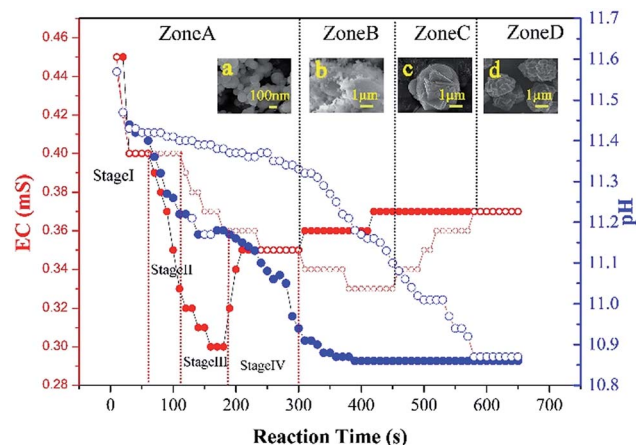 ZoneA ZoneB ZoneC ZoneD
a b c d
100nm 1μm 1μm 1μm
StageI
StageII
StageIII
StageIV
EC (mS)
0.46
0.44
0.42
0.40
0.38
0.36
0.34
0.32
0.30
0.28
pH
11.7
11.6
11.5
11.4
11.3
11.2
11.1
11.0
10.9
10.8
0 100 200 300 400 500 600 700
Reaction Time (s)